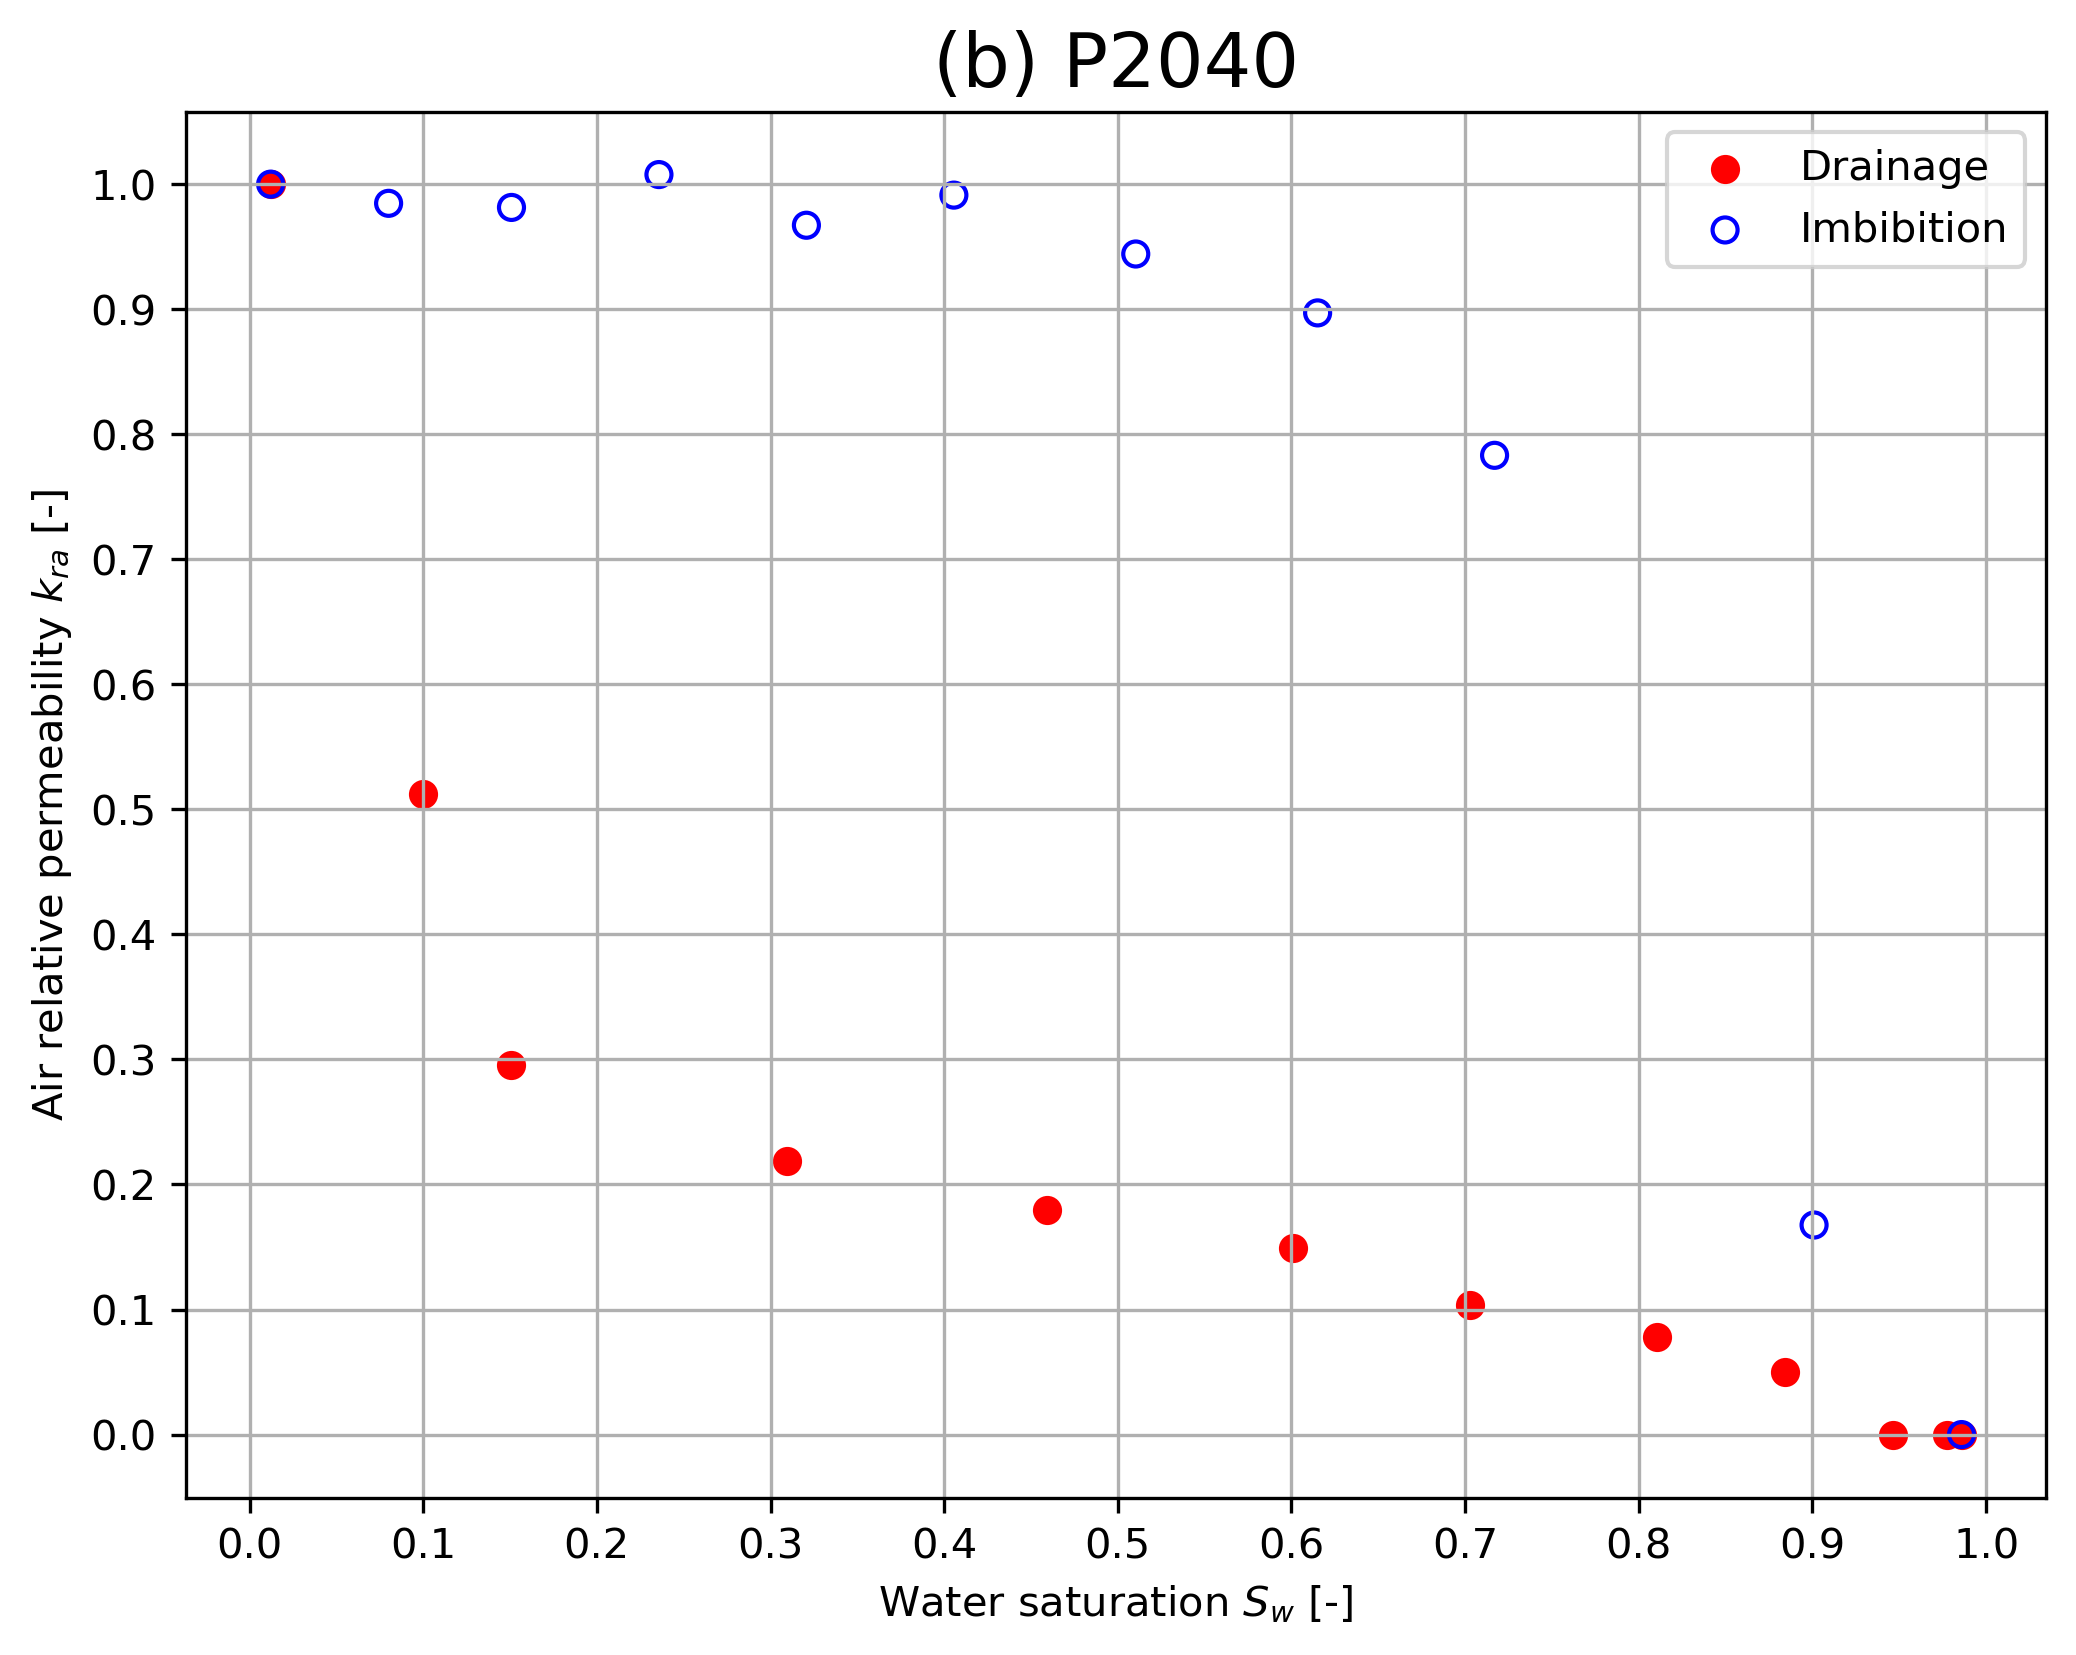 (b) P2040
Drainage
Imbibition
1.0
0.9
0.8
0.7
0.6
0.5
0.4
0.3
0.2
0.1
0.0
Air relative permeability k_ra [-]
0.0 0.1 0.2 0.3 0.4 0.5 0.6 0.7 0.8 0.9 1.0
Water saturation S_w [-]